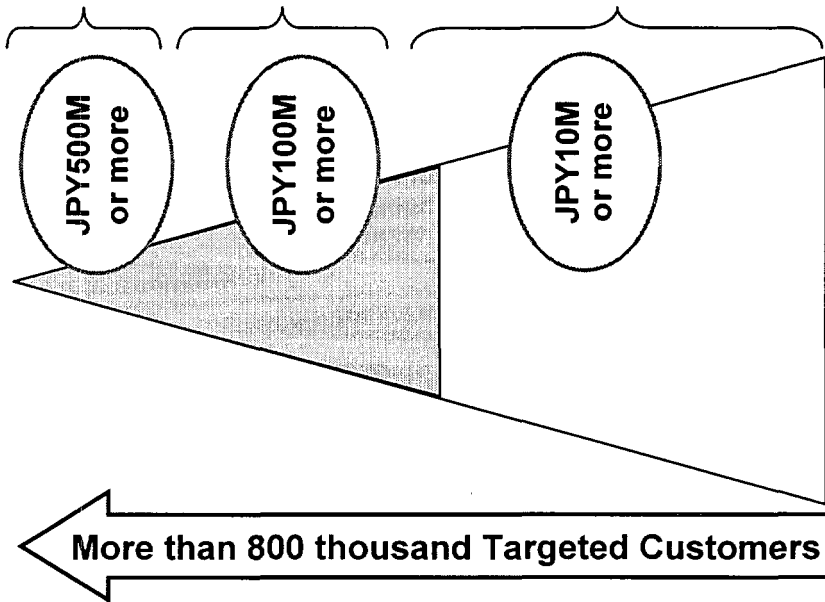 JPY500M
or more
JPY100M
or more
JPY10M
or more
More than 800 thousand Targeted Customers